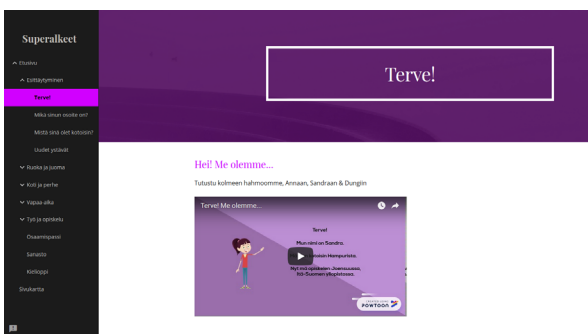 Superalkeet
Etusivu
Esittäytyminen
Terve!
Mikä sinun osoite on?
Mistä sinä olet kotoisin?
Uudet ystävät
Ruoka ja juoma
Koti ja perhe
Vapaa-aika
Työ ja opiskelu
Osaamispassi
Sanasto
Kielioppi
Sivukartta
Terve!
Hei! Me olemme...
Tutustu kolmeen hahmoomme, Annaan, Sandraan & Dungiin
Terve! Me olemme...
Terve!
Mun nimi on Sandra.
kotoisin Hampurista.
Nyt mä opiskelen Joensuussa,
Itä-Suomen yliopistossa.
POWTOON